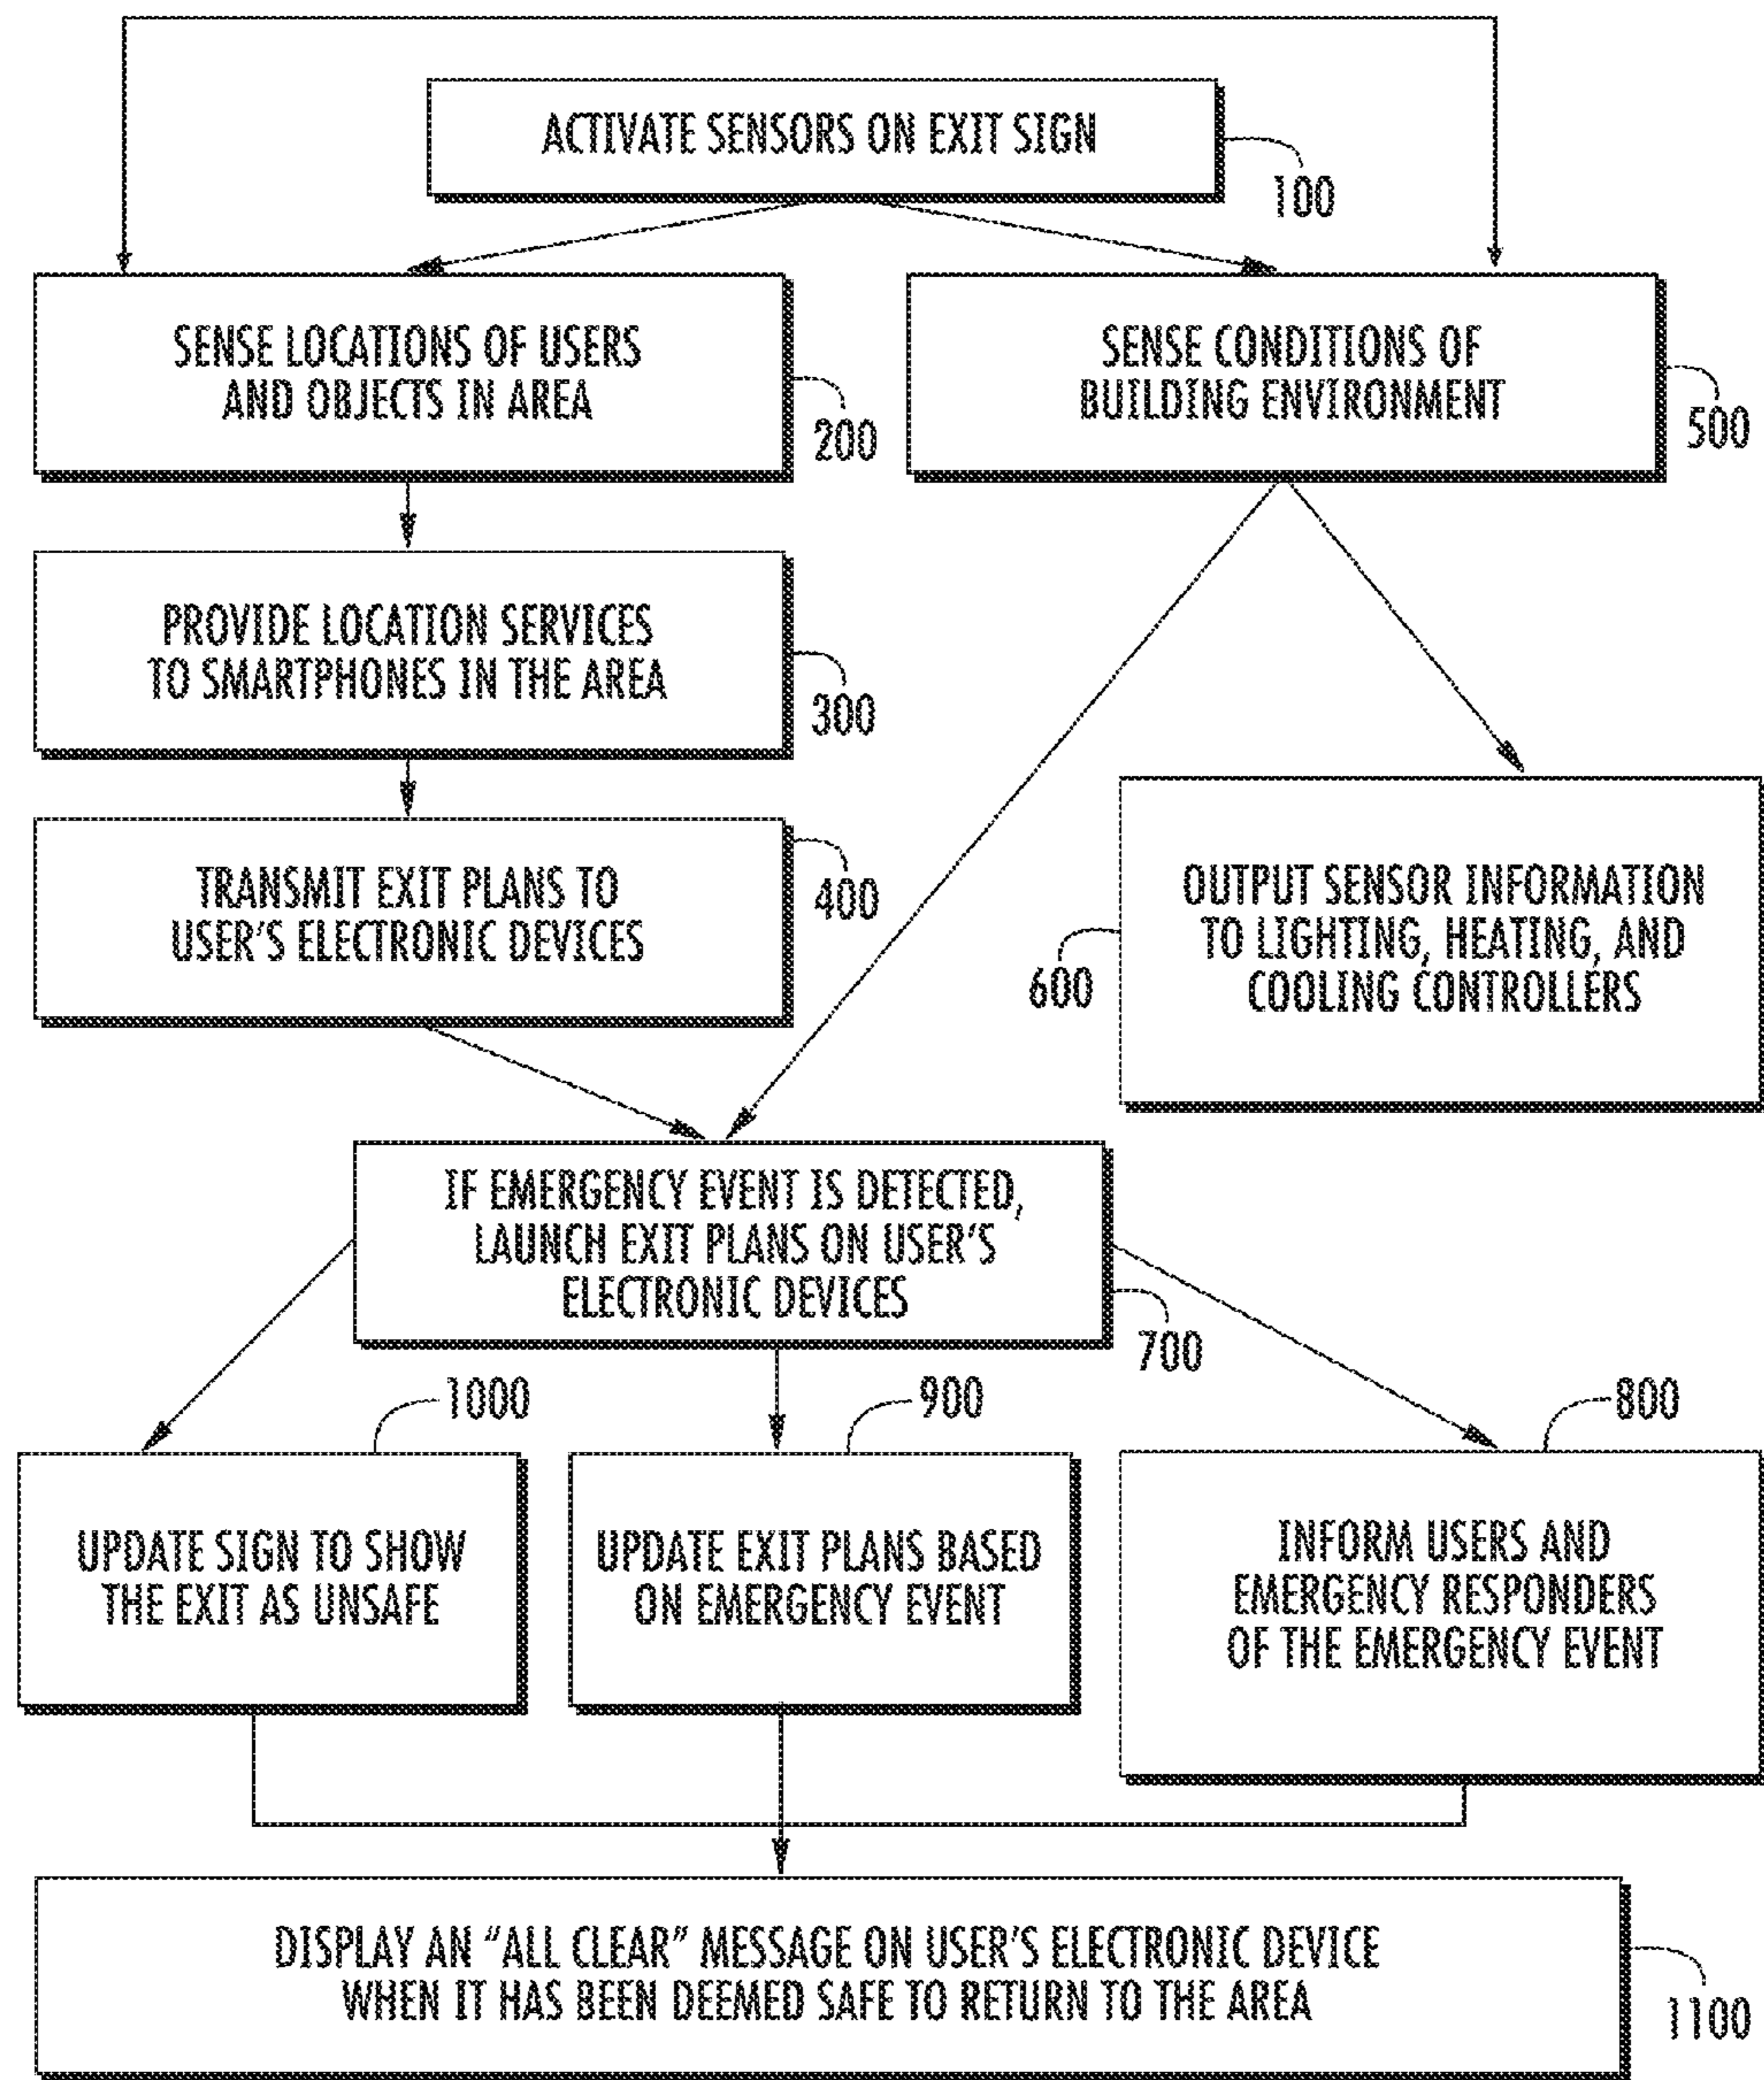 ACTIVATE SENSORS ON EXIT SIGN
100
SENSE LOCATIONS OF USERS
AND OBJECTS IN AREA
200
SENSE CONDITIONS OF
BUILDING ENVIRONMENT
500
PROVIDE LOCATION SERVICES
TO SMARTPHONES IN THE AREA
300
TRANSMIT EXIT PLANS TO
USER'S ELECTRONIC DEVICES
400
OUTPUT SENSOR INFORMATION
TO LIGHTING, HEATING, AND
COOLING CONTROLLERS
600
IF EMERGENCY EVENT IS DETECTED,
LAUNCH EXIT PLANS ON USER'S
ELECTRONIC DEVICES
700
1000
900
800
UPDATE SIGN TO SHOW
THE EXIT AS UNSAFE
UPDATE EXIT PLANS BASED
ON EMERGENCY EVENT
INFORM USERS AND
EMERGENCY RESPONDERS
OF THE EMERGENCY EVENT
DISPLAY AN "ALL CLEAR" MESSAGE ON USER'S ELECTRONIC DEVICE
WHEN IT HAS BEEN DEEMED SAFE TO RETURN TO THE AREA
1100